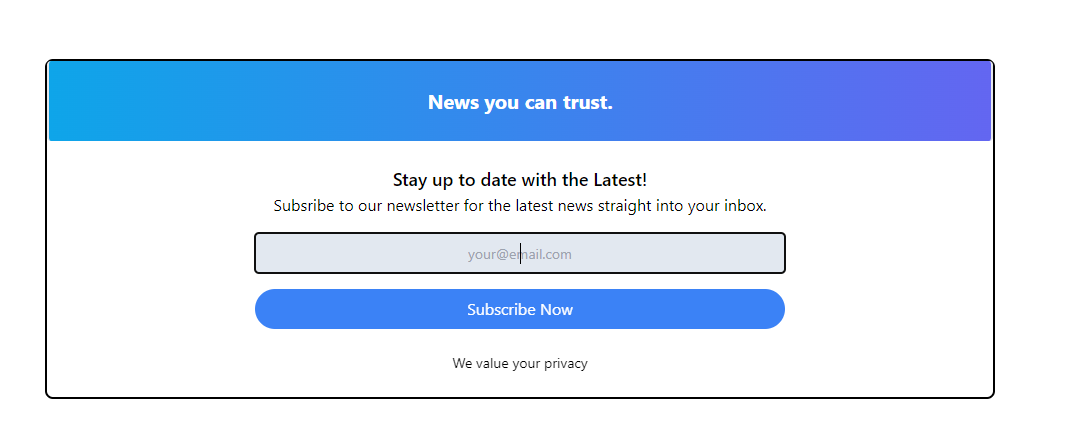 News you can trust.
Stay up to date with the Latest!
Subsribe to our newsletter for the latest news straight into your inbox.
your@email.com
Subscribe Now
We value your privacy